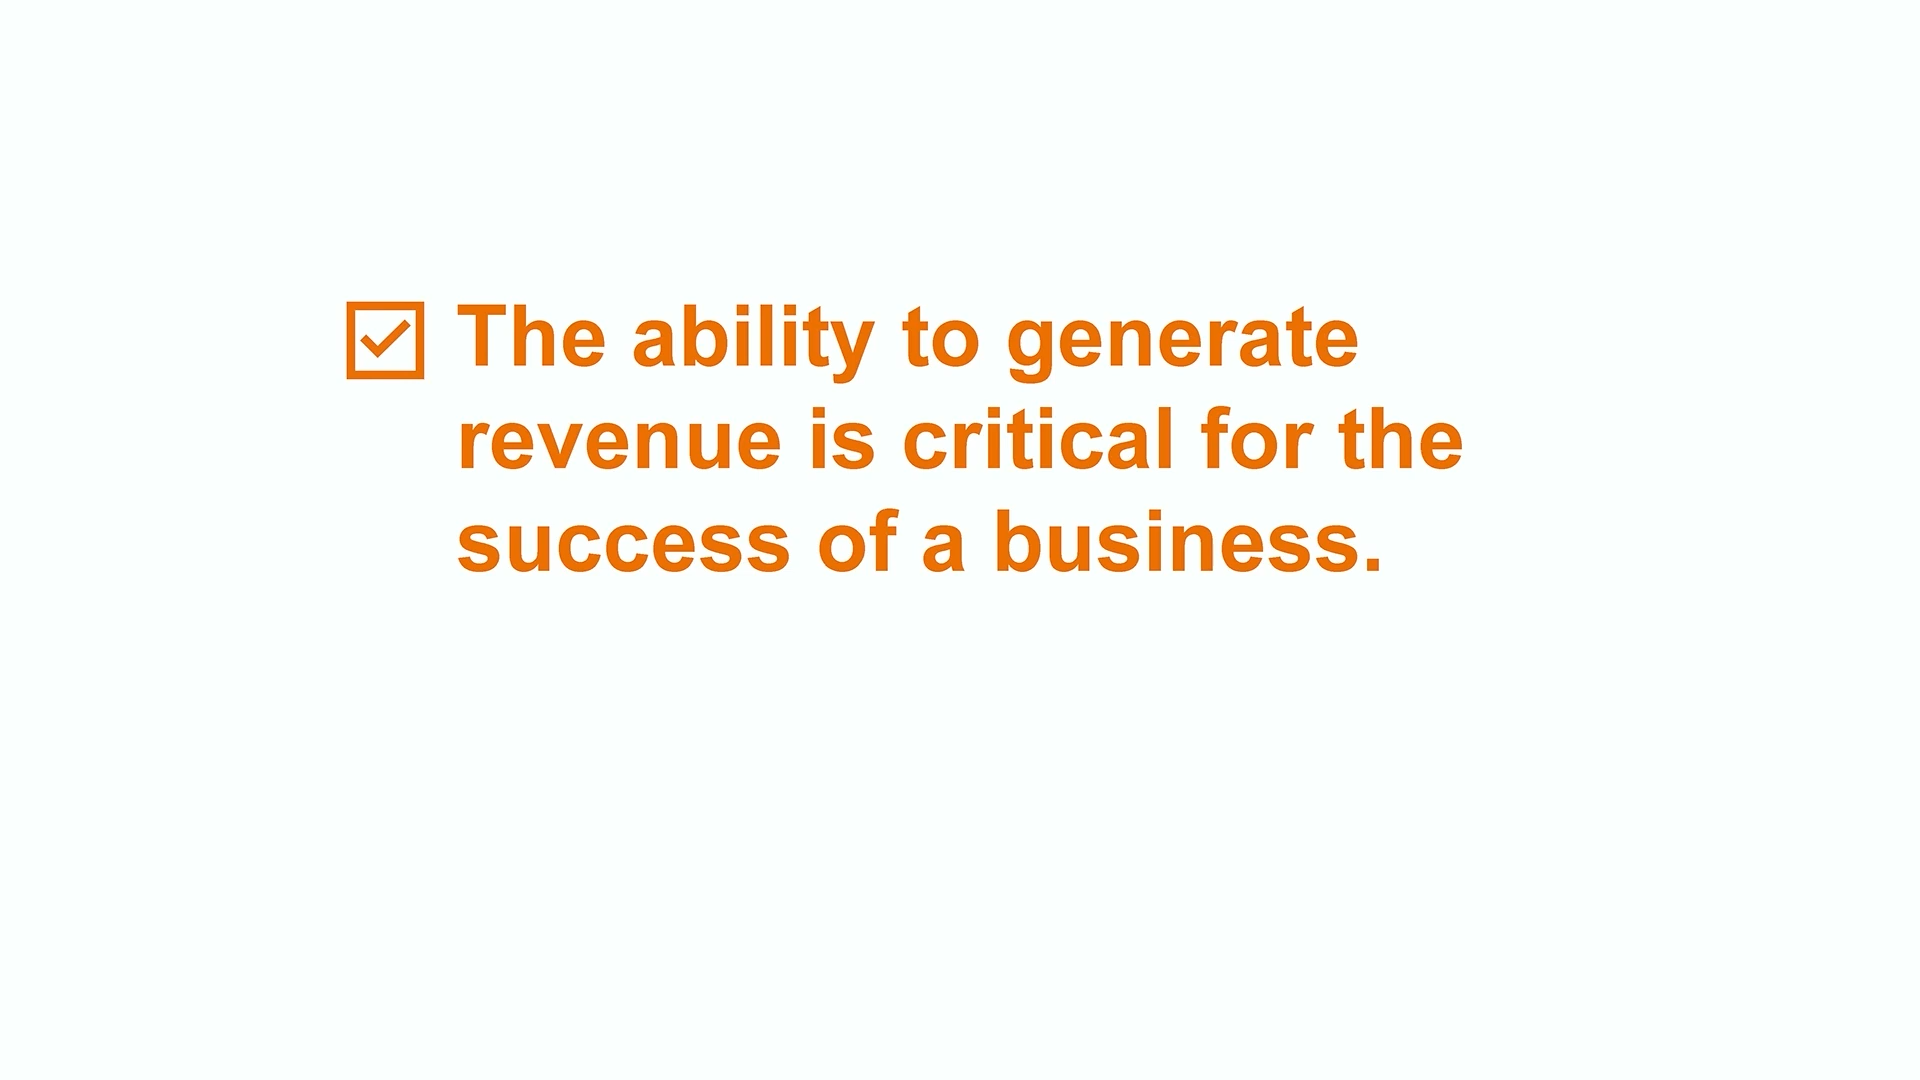 The ability to generate
revenue is critical for the
success of a business.